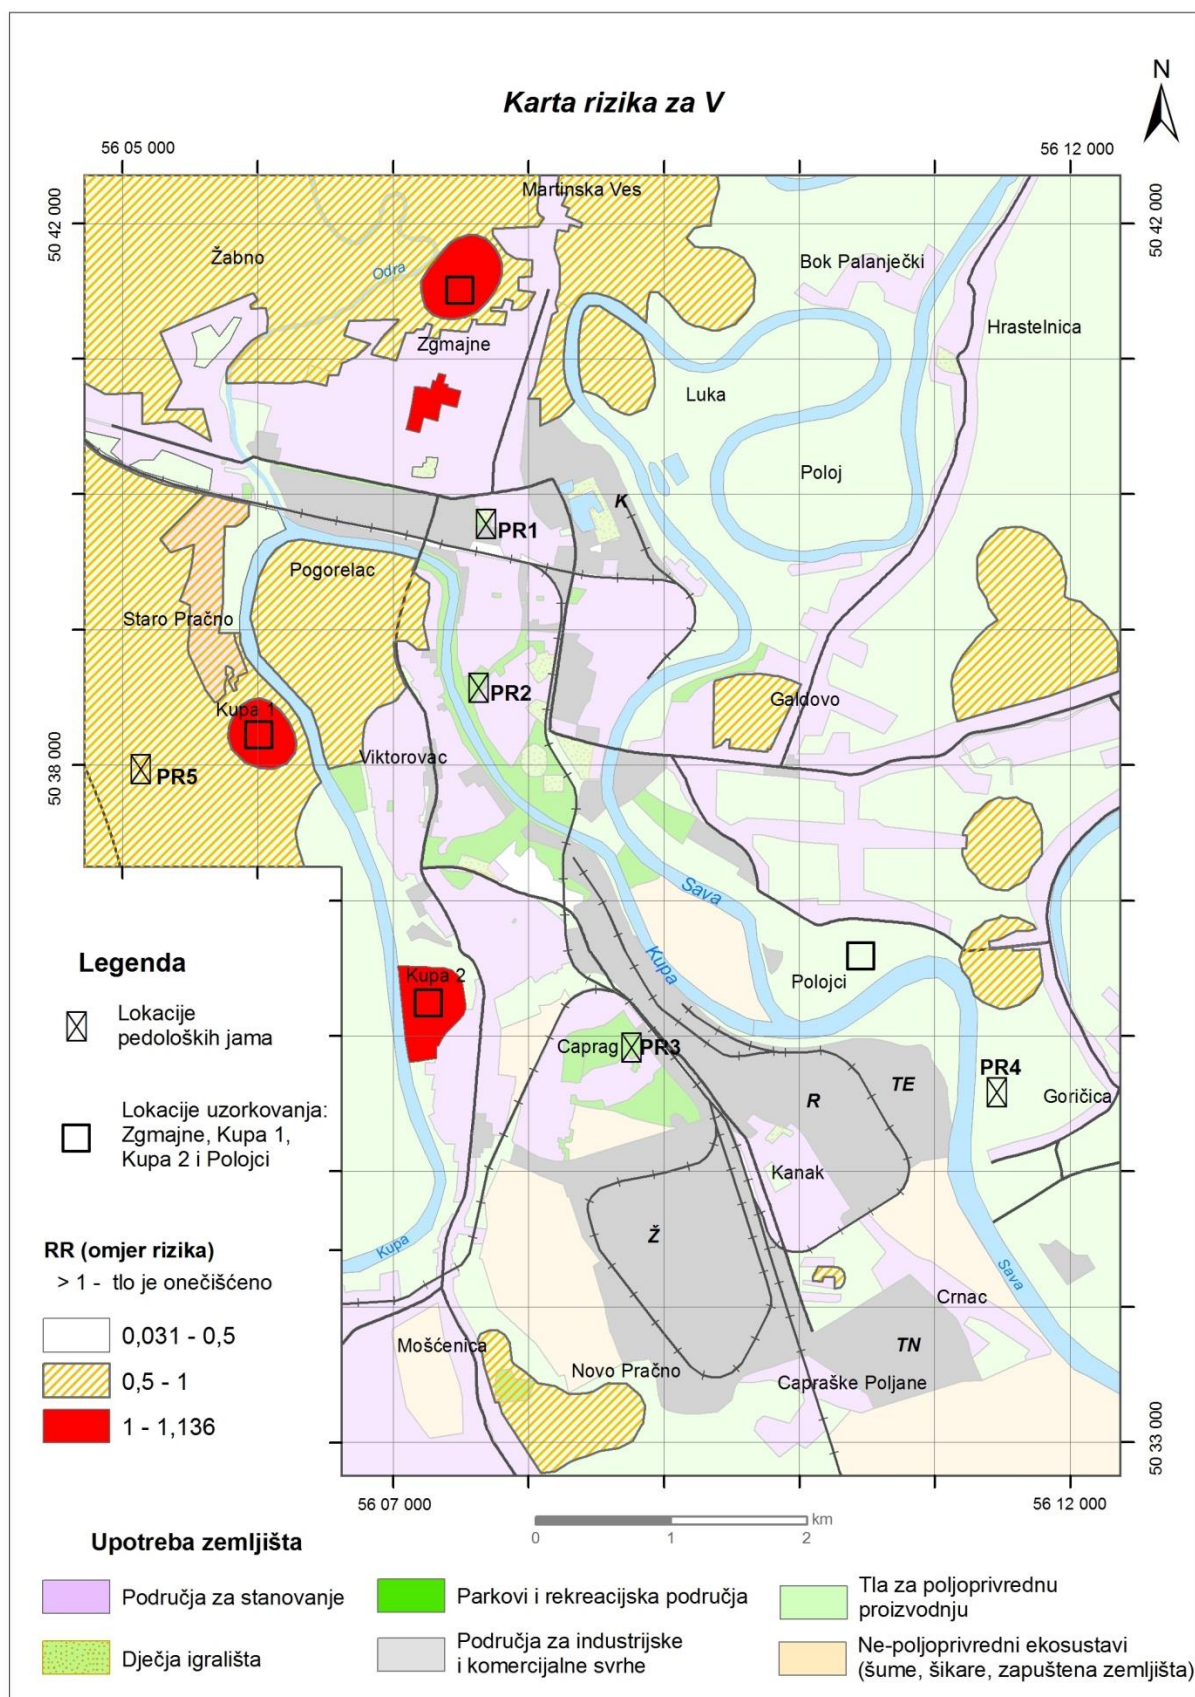 Karta rizika za V
N
56 05 000
56 12 000
50 42 000
50 42 000
Martinska Ves
Žabno
Odra
Bok Palanječki
Hrastelnica
Zgmajne
Luka
Poloj
K
PR1
Pogorelac
Staro Pračno
PR2
Galdovo
Kupa 1
Viktorovac
PR5
50 38 000
50 38 000
Sava
Kupa
Polojci
Kupa 2
Caprag
PR3
PR4
TE
R
Goričica
Kanak
Ž
Kupa
Sava
Crnac
Mošćenica
Novo Pračno
TN
Capraške Poljane
50 33 000
56 07 000
56 12 000
0 1 2 km
Legenda
Lokacije
pedoloških jama
Lokacije uzorkovanja:
Zgmajne, Kupa 1,
Kupa 2 i Polojci
RR (omjer rizika)
> 1 - tlo je onečišćeno
0,031 - 0,5
0,5 - 1
1 - 1,136
Upotreba zemljišta
Područja za stanovanje
Dječja igrališta
Parkovi i rekreacijska područja
Područja za industrijske
i komercijalne svrhe
Tla za poljoprivrednu
proizvodnju
Ne-poljoprivredni ekosustavi
(šume, šikare, zapuštena zemljišta)